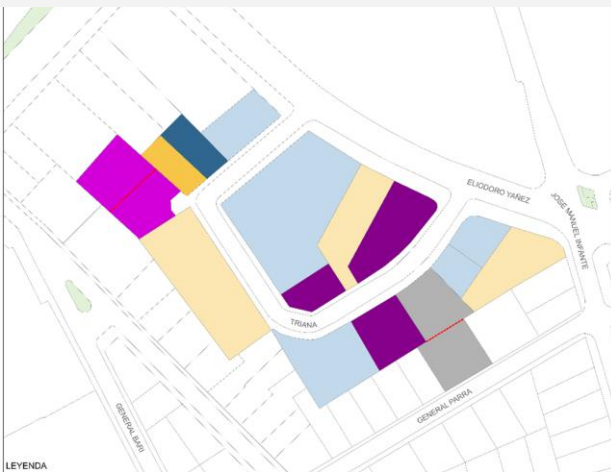 ELIODORO YAÑEZ
JOSE MANUEL INFANTE
TRIANA
GENERAL PARRA
GENERAL BARI
LEYENDA